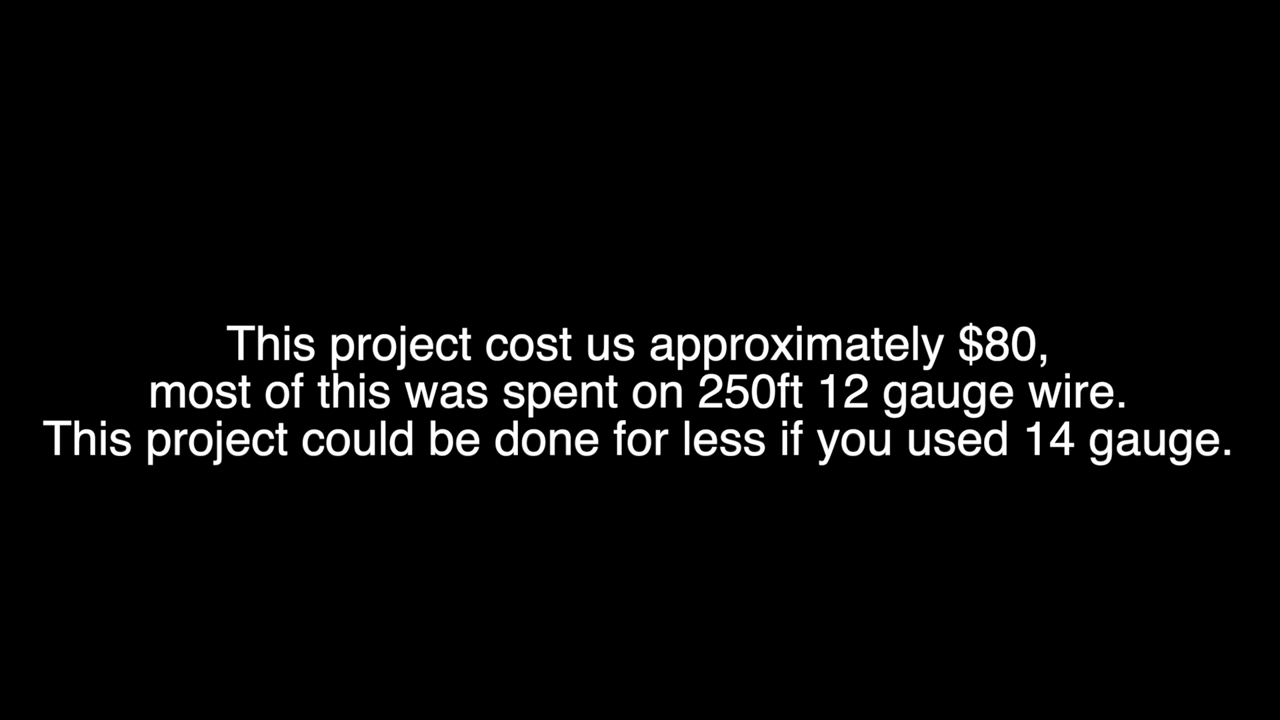 This project cost us approximately $80,
most of this was spent on 250ft 12 gauge wire.
This project could be done for less if you used 14 gauge.